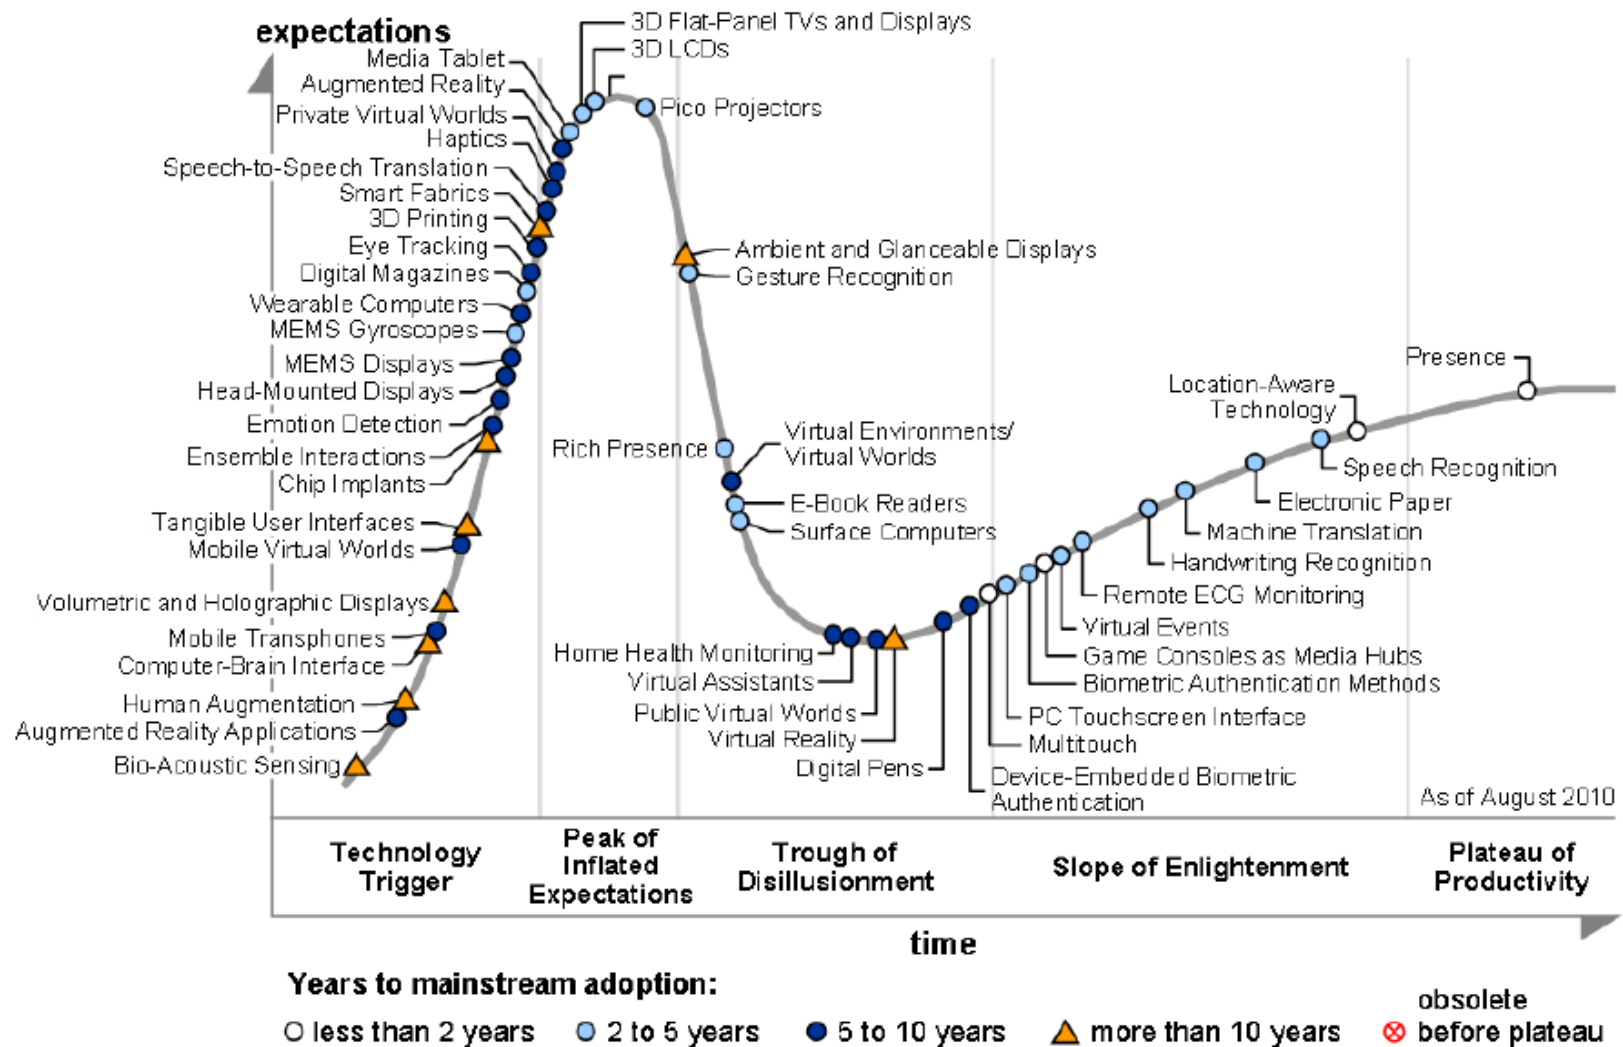 expectations
3D Flat-Panel TVs and Displays
3D LCDs
Media Tablet
Augmented Reality
Private Virtual Worlds
Pico Projectors
Haptics
Speech-to-Speech Translation
Smart Fabrics
3D Printing
Eye Tracking
Digital Magazines
Wearable Computers
MEMS Gyroscopes
MEMS Displays
Head-Mounted Displays
Emotion Detection
Ensemble Interactions
Chip Implants
Tangible User Interfaces
Mobile Virtual Worlds
Volumetric and Holographic Displays
Mobile Transphones
Computer-Brain Interface
Human Augmentation
Augmented Reality Applications
Bio-Acoustic Sensing
Ambient and Glanceable Displays
Gesture Recognition
Rich Presence
Virtual Environments/
Virtual Worlds
E-Book Readers
Surface Computers
Home Health Monitoring
Virtual Assistants
Public Virtual Worlds
Virtual Reality
Digital Pens
Device-Embedded Biometric
Authentication
Multitouch
PC Touchscreen Interface
Biometric Authentication Methods
Game Consoles as Media Hubs
Virtual Events
Remote ECG Monitoring
Handwriting Recognition
Machine Translation
Electronic Paper
Speech Recognition
Location-Aware
Technology
Presence
As of August 2010
Technology
Trigger
Peak of
Inflated
Expectations
Trough of
Disillusionment
Slope of Enlightenment
Plateau of
Productivity
time
Years to mainstream adoption:
less than 2 years
2 to 5 years
5 to 10 years
more than 10 years
obsolete
before plateau